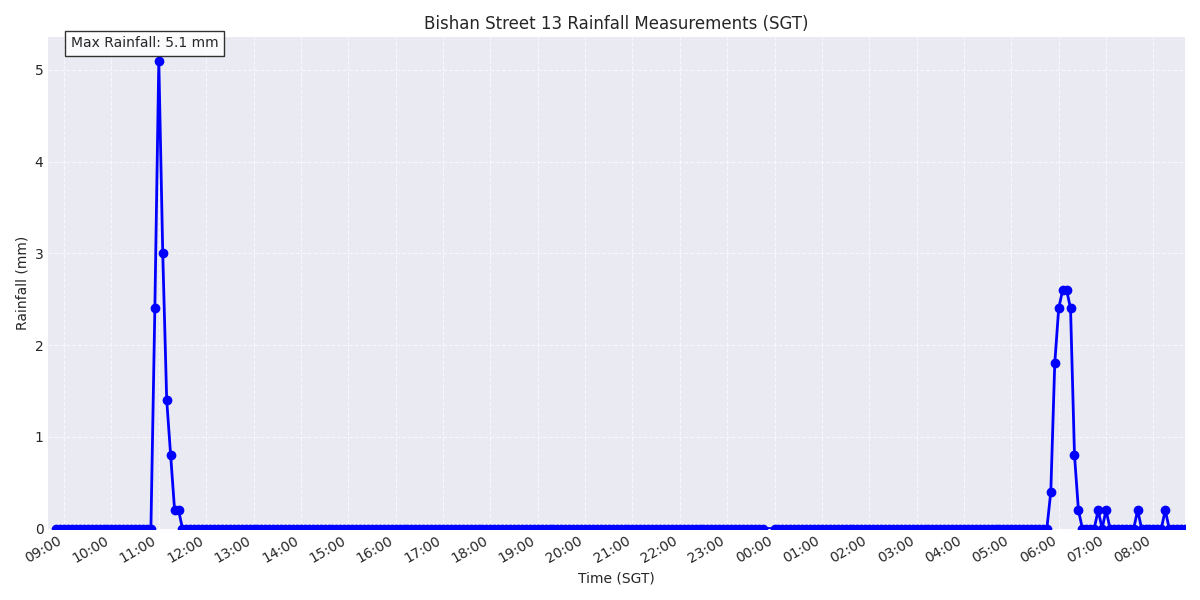 Bishan Street 13 Rainfall Measurements (SGT)
Max Rainfall: 5.1 mm
Rainfall (mm)
5
4
3
2
1
0
09:00 10:00 11:00 12:00 13:00 14:00 15:00 16:00 17:00 18:00 19:00 20:00 21:00 22:00 23:00 00:00 01:00 02:00 03:00 04:00 05:00 06:00 07:00 08:00
Time (SGT)